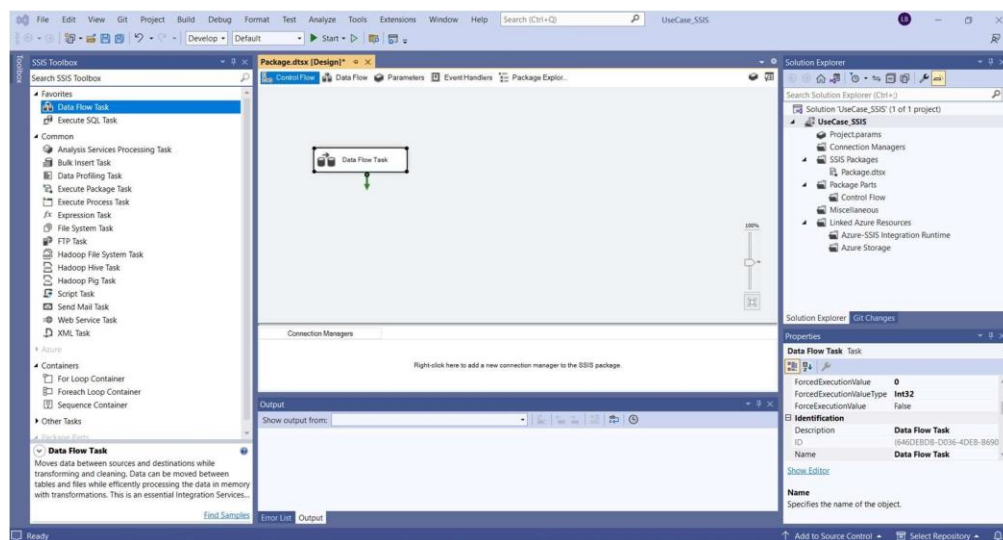 File Edit View Git Project Build Debug Format Test Analyze Tools Extensions Window Help Search (Ctrl+Q) UseCase_SSIS LB
Develop Default Start
Toolbox
SSIS Toolbox
Search SSIS Toolbox
Favorites
Data Flow Task
Execute SQL Task
Common
Analysis Services Processing Task
Bulk Insert Task
Data Profiling Task
Execute Package Task
Execute Process Task
Expression Task
File System Task
FTP Task
Hadoop File System Task
Hadoop Hive Task
Hadoop Pig Task
Script Task
Send Mail Task
Web Service Task
XML Task
Azure
Containers
For Loop Container
Foreach Loop Container
Sequence Container
Other Tasks
Package Parts
Data Flow Task
Moves data between sources and destinations while
transforming and cleaning. Data can be moved between
tables and files while efficently processing the data in memory
with transformations. This is an essential Integration Services...
Find Samples
Package.dtsx [Design]*
Control Flow Data Flow Parameters Event Handlers Package Explor..
Data Flow Task
100%
Connection Managers
Right-click here to add a new connection manager to the SSIS package.
Output
Show output from:
Error List Output
Solution Explorer
Search Solution Explorer (Ctrl+;)
Solution 'UseCase_SSIS' (1 of 1 project)
UseCase_SSIS
Project.params
Connection Managers
SSIS Packages
Package.dtsx
Package Parts
Control Flow
Miscellaneous
Linked Azure Resources
Azure-SSIS Integration Runtime
Azure Storage
Solution Explorer Git Changes
Properties
Data Flow Task Task
ForcedExecutionValue 0
ForcedExecutionValueType Int32
ForceExecutionValue False
Identification
Description Data Flow Task
ID {646DEBDB-D036-4DEB-B690
Name Data Flow Task
Show Editor
Name
Specifies the name of the object.
Ready Add to Source Control Select Repository